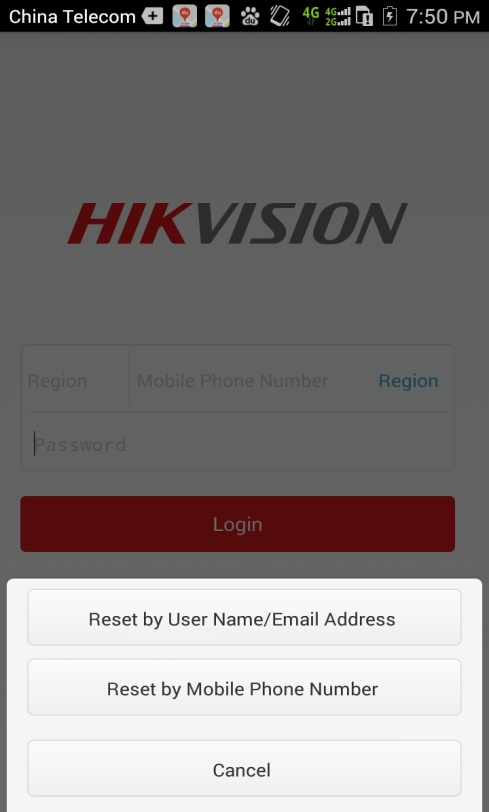 China Telecom
4G 4G 2G 7:50 PM
HIKVISION
Region Mobile Phone Number Region
Password
Login
Reset by User Name/Email Address
Reset by Mobile Phone Number
Cancel